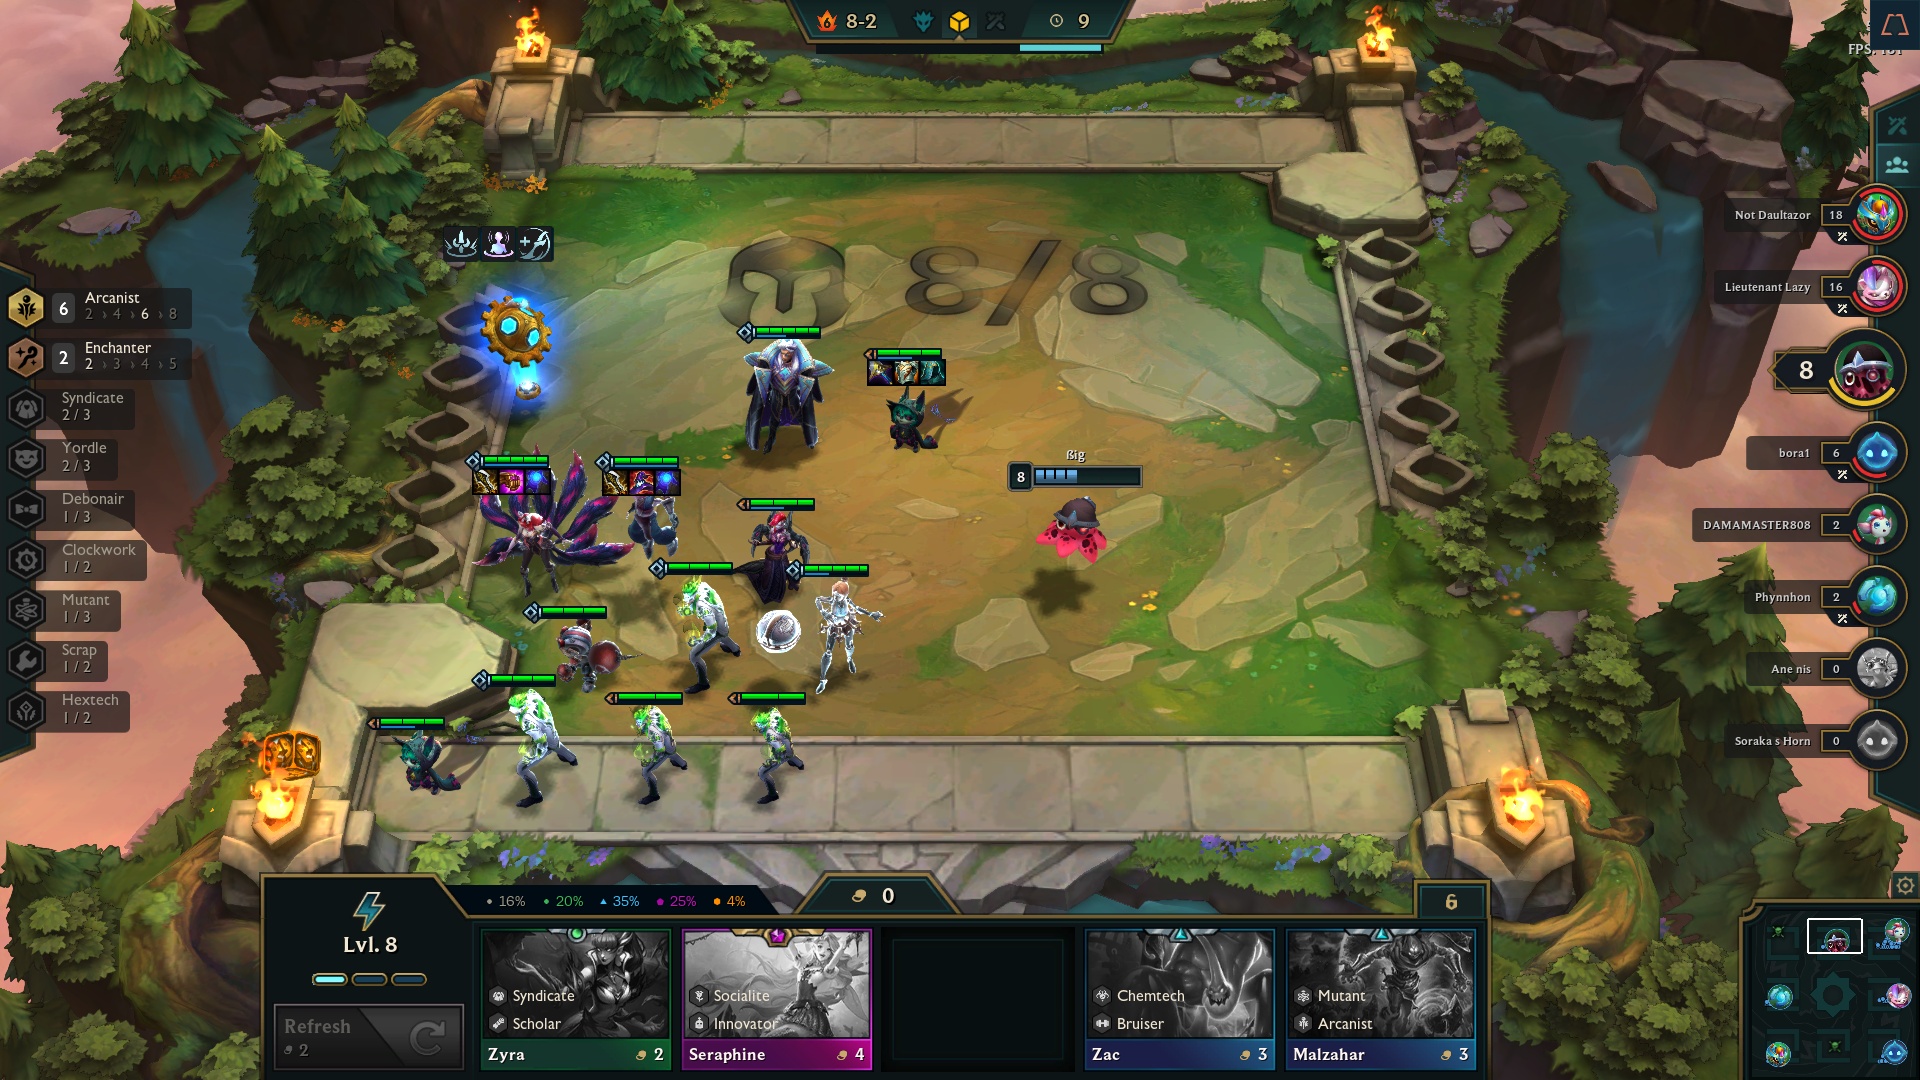 8-2
9
FPS: 181
8/8
6
Arcanist
2 › 4 › 6 › 8
2
Enchanter
2 › 3 › 4 › 5
Syndicate
2 / 3
Yordle
2 / 3
Debonair
1 / 3
Clockwork
1 / 2
Mutant
1 / 3
Scrap
1 / 2
Hextech
1 / 2
ßig
8
Not Daultazor 18
Lieutenant Lazy 16
8
bora1 6
DAMAMASTER808 2
Phynnhon 2
Ane nis 0
Soraka s Horn 0
16% 20% 35% 25% 4%
0
6
Lvl. 8
Refresh
2
Syndicate
Scholar
Zyra 2
Socialite
Innovator
Seraphine 4
Chemtech
Bruiser
Zac 3
Mutant
Arcanist
Malzahar 3